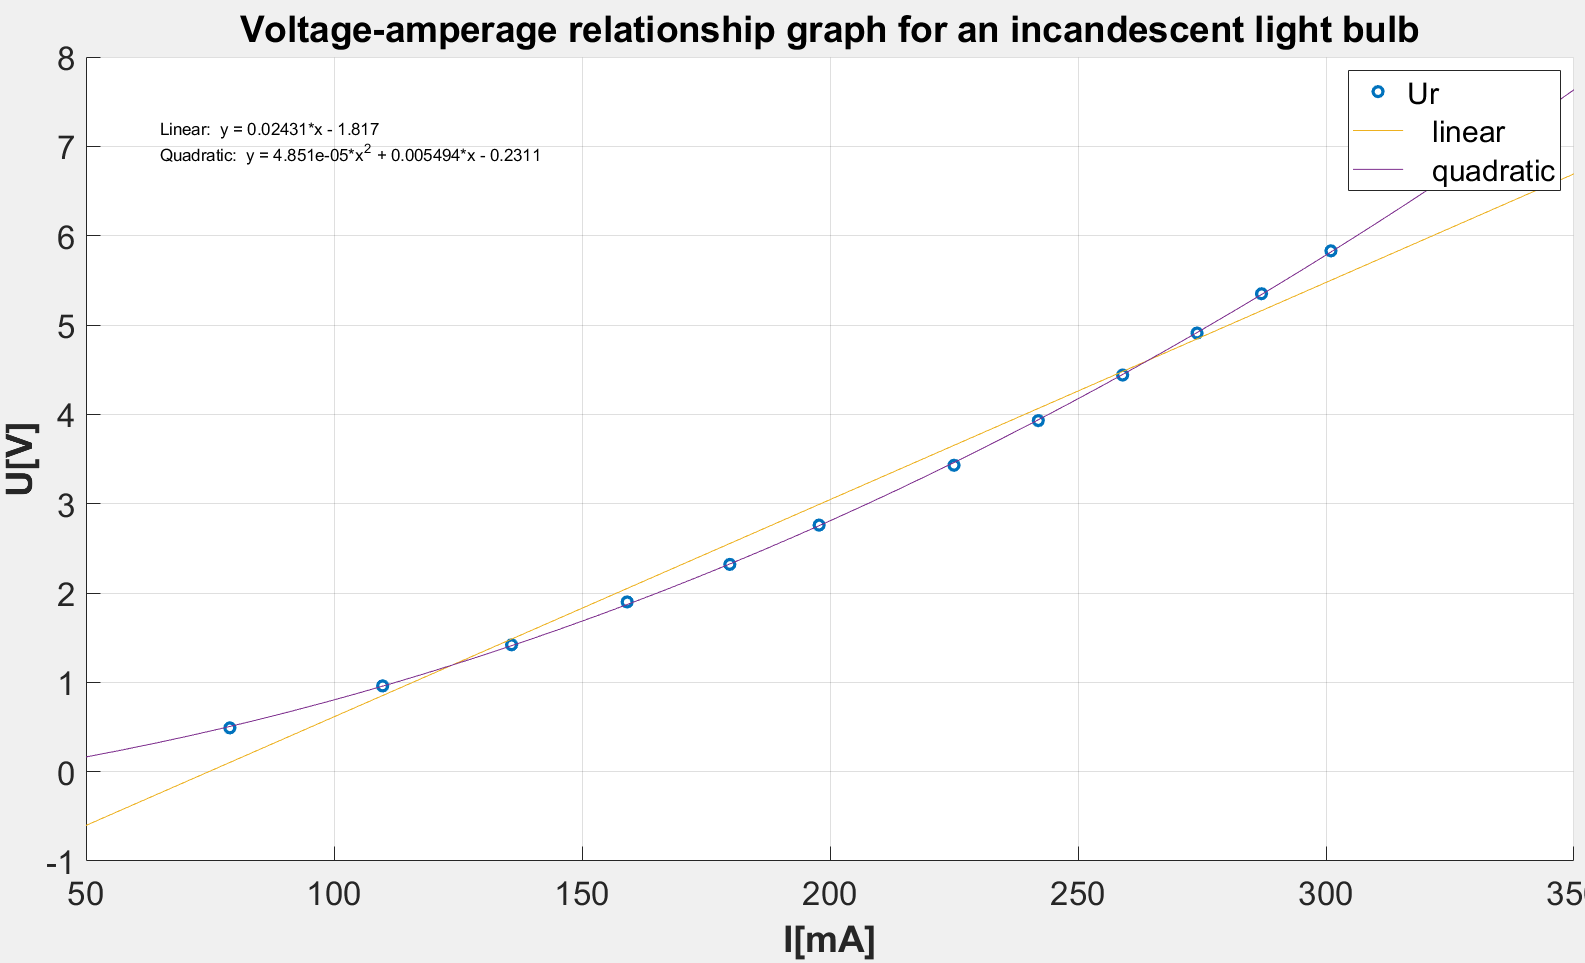 Voltage-amperage relationship graph for an incandescent light bulb
8
7
6
5
4
3
2
1
0
-1
Linear: y = 0.02431*x - 1.817
Quadratic: y = 4.851e-05*x² + 0.005494*x - 0.2311
Ur
linear
quadratic
U[V]
50 100 150 200 250 300 350
I[mA]